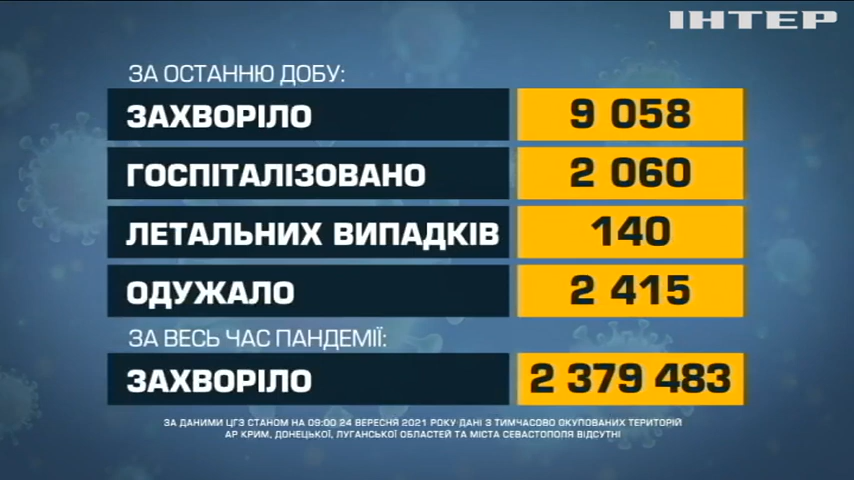 ІНТЕР
ЗА ОСТАННЮ ДОБУ:
ЗАХВОРІЛО 9 058
ГОСПІТАЛІЗОВАНО 2 060
ЛЕТАЛЬНИХ ВИПАДКІВ 140
ОДУЖАЛО 2 415
ЗА ВЕСЬ ЧАС ПАНДЕМІЇ:
ЗАХВОРІЛО 2 379 483
ЗА ДАНИМИ ЦГЗ СТАНОМ НА 09:00 24 ВЕРЕСНЯ 2021 РОКУ ДАНІ З ТИМЧАСОВО ОКУПОВАНИХ ТЕРИТОРІЙ
АР КРИМ, ДОНЕЦЬКОЇ, ЛУГАНСЬКОЇ ОБЛАСТЕЙ ТА МІСТА СЕВАСТОПОЛЯ ВІДСУТНІ